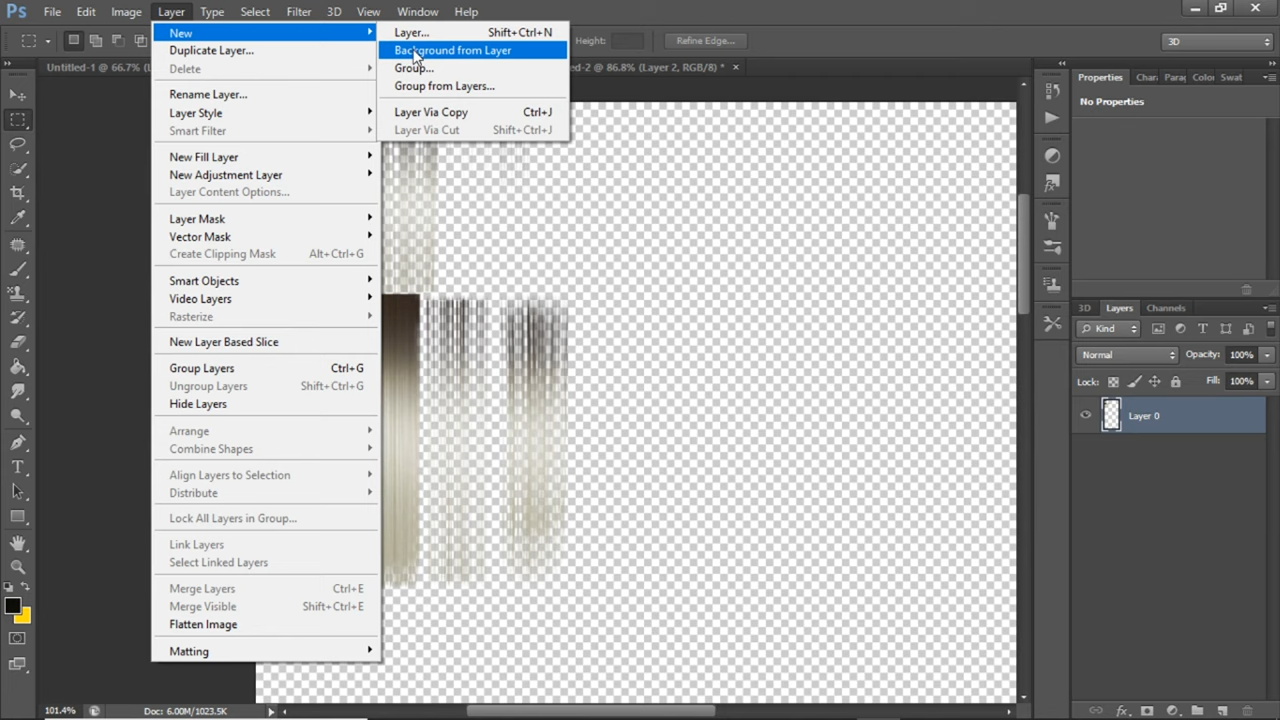 Ps File Edit Image Layer Type Select Filter 3D View Window Help
Height: Refine Edge... 3D
Untitled-1 @ 66.7% (L
d-2 @ 86.8% (Layer 2, RGB/8) * ×
New
Duplicate Layer...
Delete
Rename Layer...
Layer Style
Smart Filter
New Fill Layer
New Adjustment Layer
Layer Content Options...
Layer Mask
Vector Mask
Create Clipping Mask Alt+Ctrl+G
Smart Objects
Video Layers
Rasterize
New Layer Based Slice
Group Layers Ctrl+G
Ungroup Layers Shift+Ctrl+G
Hide Layers
Arrange
Combine Shapes
Align Layers to Selection
Distribute
Lock All Layers in Group...
Link Layers
Select Linked Layers
Merge Layers Ctrl+E
Merge Visible Shift+Ctrl+E
Flatten Image
Matting
Layer... Shift+Ctrl+N
Background from Layer
Group...
Group from Layers...
Layer Via Copy Ctrl+J
Layer Via Cut Shift+Ctrl+J
Properties Chara Parag Color Swat
No Properties
3D Layers Channels
Kind
Normal Opacity: 100%
Lock: Fill: 100%
Layer 0
101.4% Doc: 6.00M/1023.5K